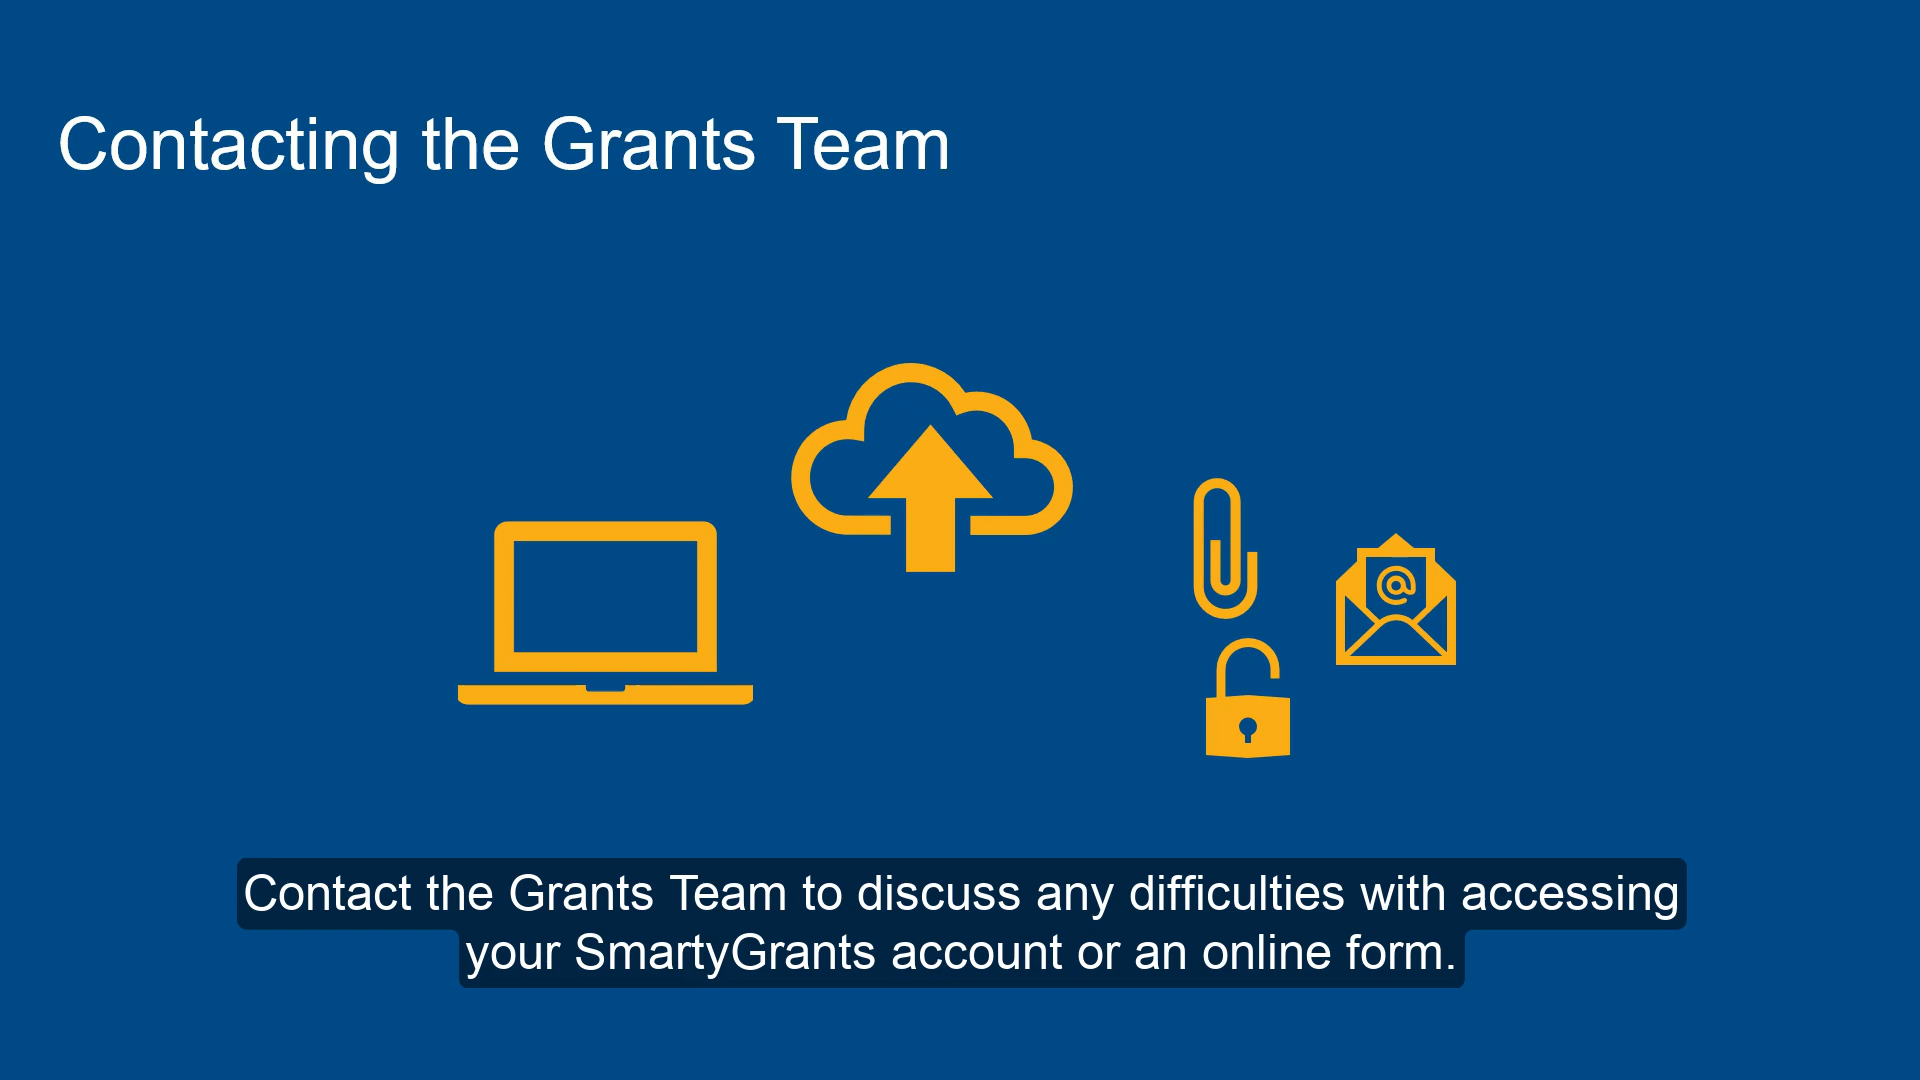 Contacting the Grants Team
@
Contact the Grants Team to discuss any difficulties with accessing
your SmartyGrants account or an online form.